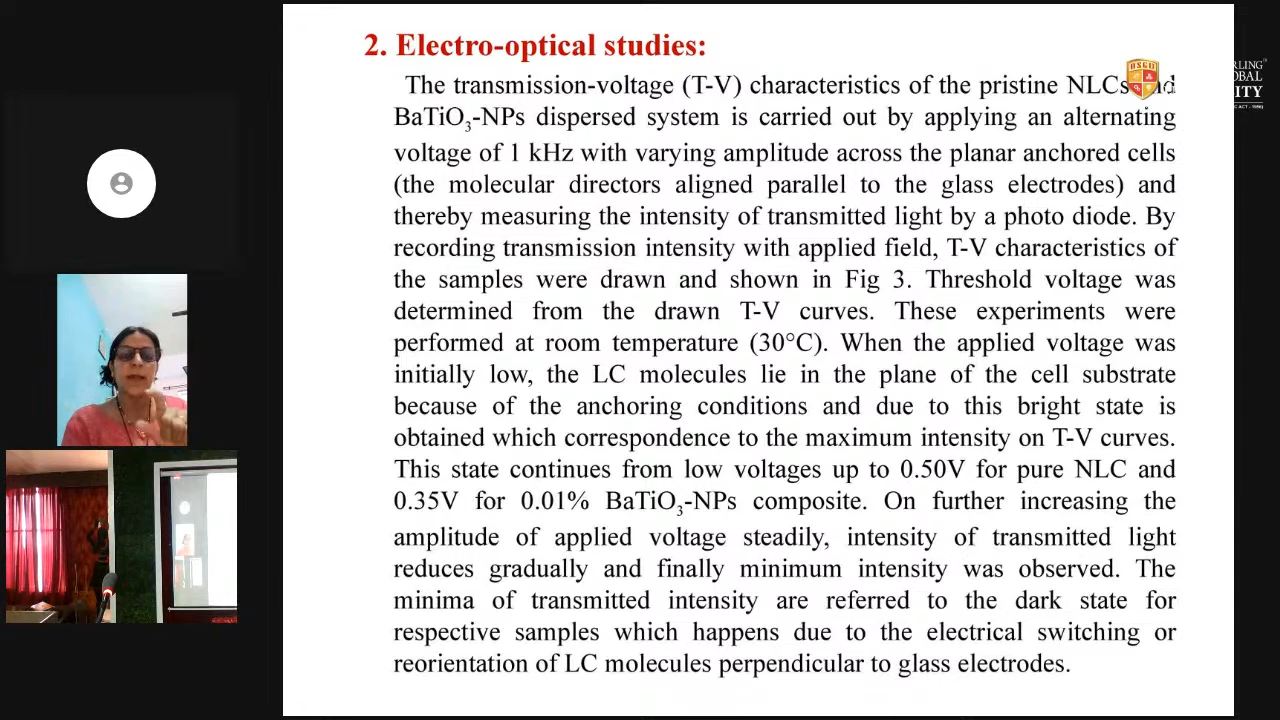 2. Electro-optical studies:
The transmission-voltage (T-V) characteristics of the pristine NLCs
BaTiO₃-NPs dispersed system is carried out by applying an alternating
voltage of 1 kHz with varying amplitude across the planar anchored cells
(the molecular directors aligned parallel to the glass electrodes) and
thereby measuring the intensity of transmitted light by a photo diode. By
recording transmission intensity with applied field, T-V characteristics of
the samples were drawn and shown in Fig 3. Threshold voltage was
determined from the drawn T-V curves. These experiments were
performed at room temperature (30°C). When the applied voltage was
initially low, the LC molecules lie in the plane of the cell substrate
because of the anchoring conditions and due to this bright state is
obtained which correspondence to the maximum intensity on T-V curves.
This state continues from low voltages up to 0.50V for pure NLC and
0.35V for 0.01% BaTiO₃-NPs composite. On further increasing the
amplitude of applied voltage steadily, intensity of transmitted light
reduces gradually and finally minimum intensity was observed. The
minima of transmitted intensity are referred to the dark state for
respective samples which happens due to the electrical switching or
reorientation of LC molecules perpendicular to glass electrodes.
OSGU
RLING
OBAL
ITY